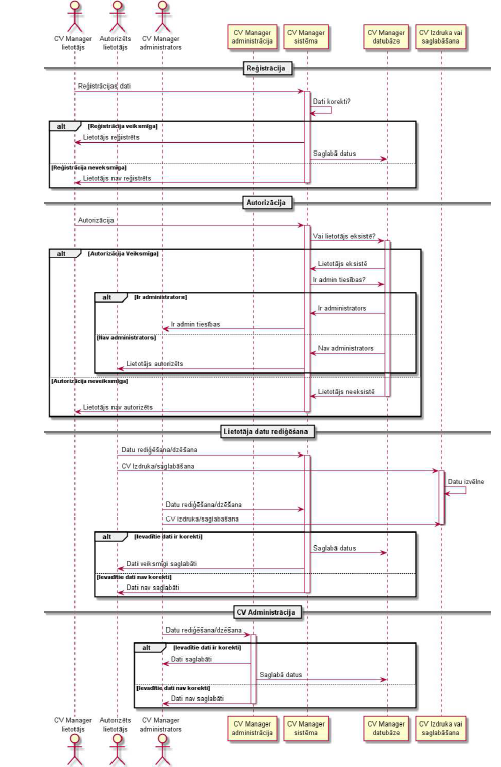 CV Manager
lietotājs
Autorizēts
lietotājs
CV Manager
administrators
CV Manager
administrācija
CV Manager
sistēma
CV Manager
datubāze
CV Izdruka vai
saglabāšana
Reģistrācija
Reģistrācijas dati
Dati korekti?
alt [Reģistrācija veiksmīga]
Lietotājs reģistrēts
Saglabā datus
[Reģistrācija neveiksmīga]
Lietotājs nav reģistrēts
Autorizācija
Autorizācija
Vai lietotājs eksistē?
alt [Autorizācija Veiksmīga]
Lietotājs eksistē
Ir admin tiesības?
alt [Ir administrators]
Ir administrators
Ir admin tiesības
[Nav administrators]
Nav administrators
Lietotājs autorizēts
[Autorizācija neveiksmīga]
Lietotājs neeksistē
Lietotājs nav autorizēts
Lietotāja datu rediģēšana
Datu rediģēšana/dzēšana
CV Izdruka/saglabāšana
Datu izvēlne
Datu rediģēšana/dzēšana
CV Izdruka/saglabāšana
alt [Ievadītie dati ir korekti]
Saglabā datus
Dati veiksmīgi saglabāti
[Ievadītie dati nav korekti]
Dati nav saglabāti
CV Administrācija
Datu rediģēšana/dzēšana
alt [Ievadītie dati ir korekti]
Dati saglabāti
Saglabā datus
[Ievadītie dati nav korekti]
Dati nav saglabāti
CV Manager
lietotājs
Autorizēts
lietotājs
CV Manager
administrators
CV Manager
administrācija
CV Manager
sistēma
CV Manager
datubāze
CV Izdruka vai
saglabāšana